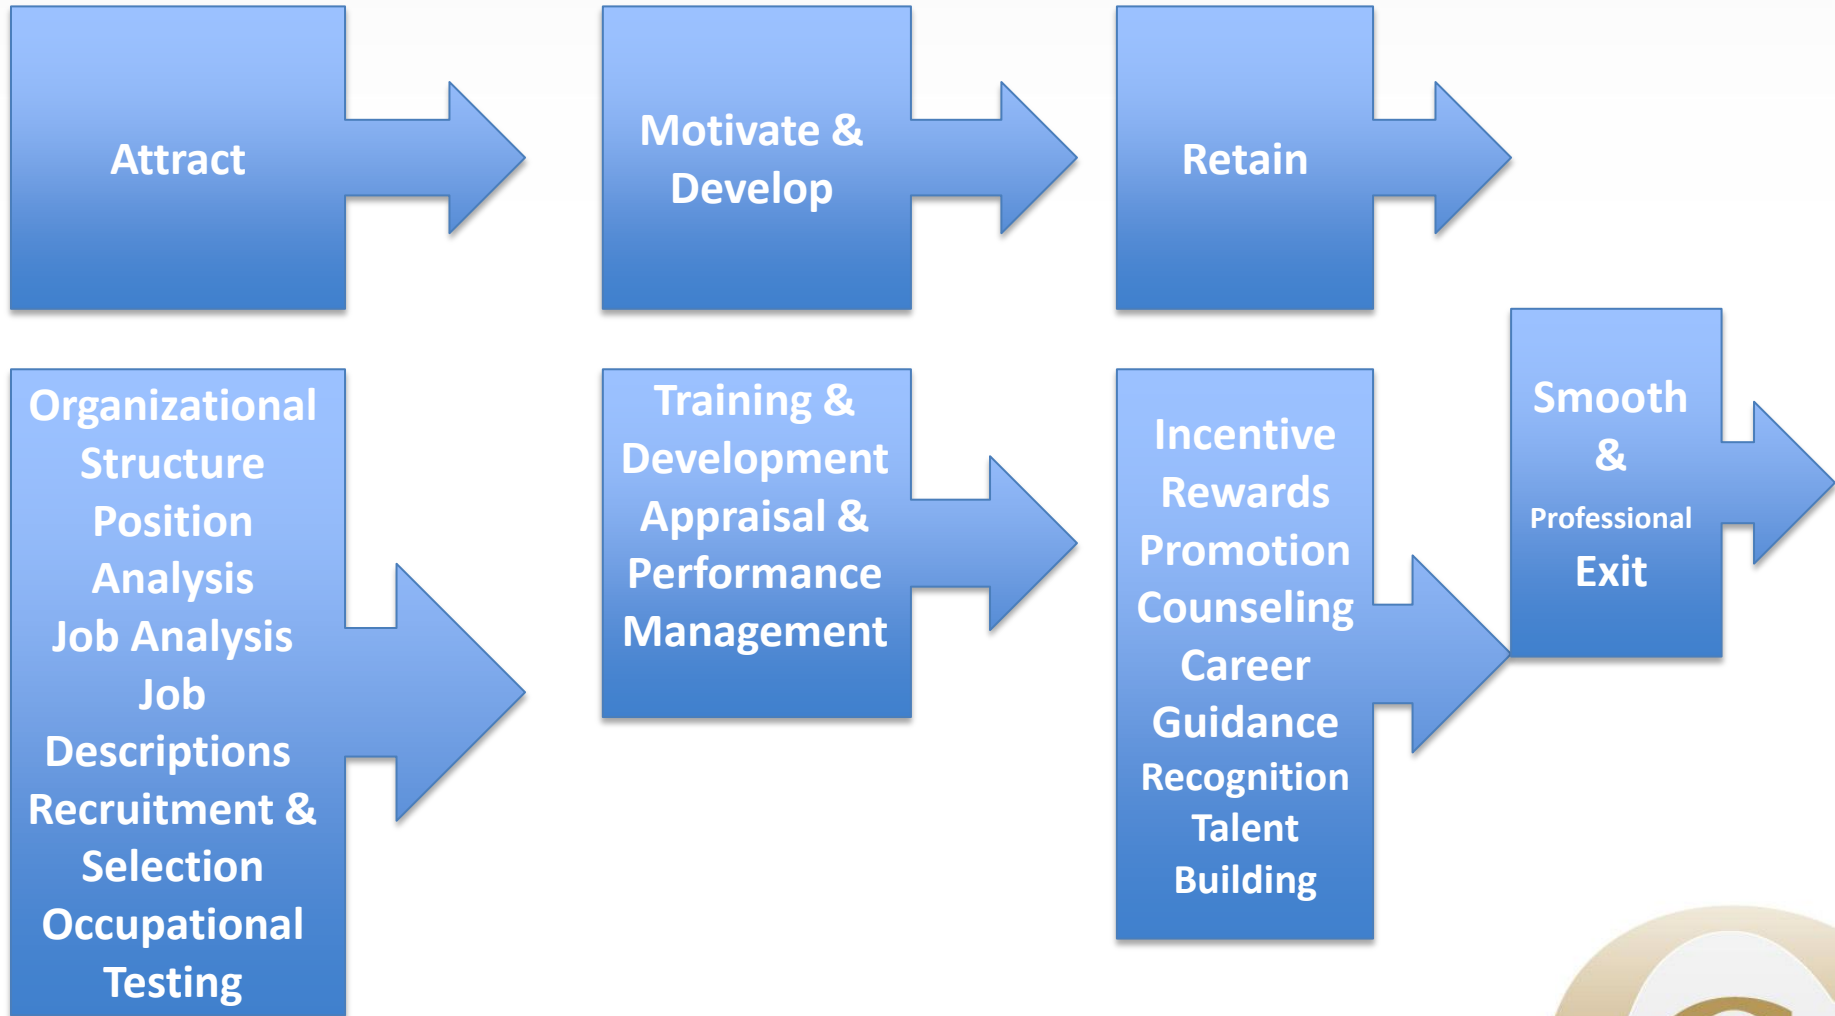 Attract
Motivate &
Develop
Retain
Organizational
Structure
Position
Analysis
Job Analysis
Job
Descriptions
Recruitment &
Selection
Occupational
Testing
Training &
Development
Appraisal &
Performance
Management
Incentive
Rewards
Promotion
Counseling
Career
Guidance
Recognition
Talent
Building
Smooth
&
Professional
Exit